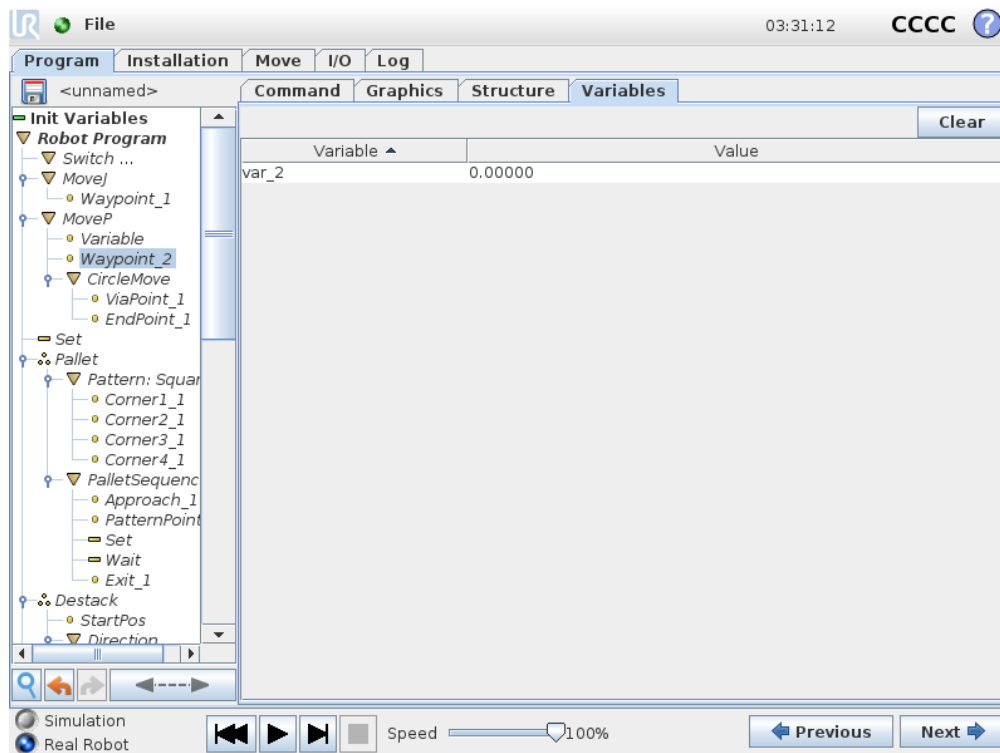 UR File 03:31:12 CCCC ?
Program Installation Move I/O Log
<unnamed> Command Graphics Structure Variables
Init Variables
Clear
Robot Program
Variable Value
Switch ...
var_2 0.00000
MoveJ
Waypoint_1
MoveP
Variable
Waypoint_2
CircleMove
ViaPoint_1
EndPoint_1
Set
Pallet
Pattern: Squar
Corner1_1
Corner2_1
Corner3_1
Corner4_1
PalletSequenc
Approach_1
PatternPoint
Set
Wait
Exit_1
Destack
StartPos
Direction
Simulation
Real Robot
Speed 100% Previous Next